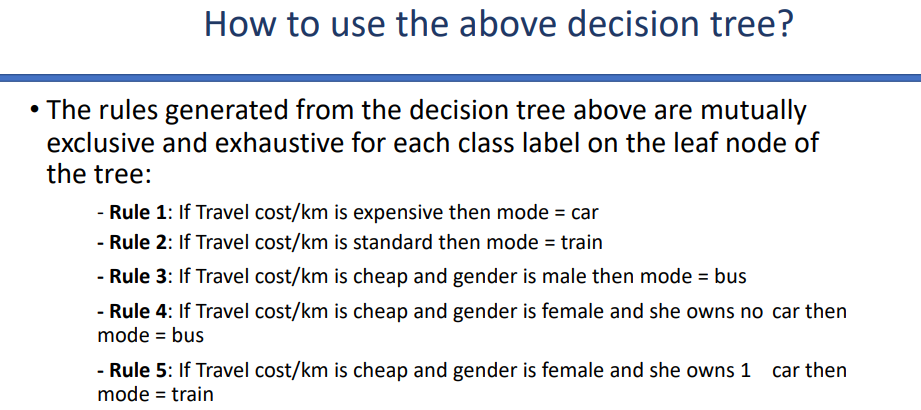 How to use the above decision tree?
• The rules generated from the decision tree above are mutually
exclusive and exhaustive for each class label on the leaf node of
the tree:
- Rule 1: If Travel cost/km is expensive then mode = car
- Rule 2: If Travel cost/km is standard then mode = train
- Rule 3: If Travel cost/km is cheap and gender is male then mode = bus
- Rule 4: If Travel cost/km is cheap and gender is female and she owns no car then
mode = bus
- Rule 5: If Travel cost/km is cheap and gender is female and she owns 1 car then
mode = train